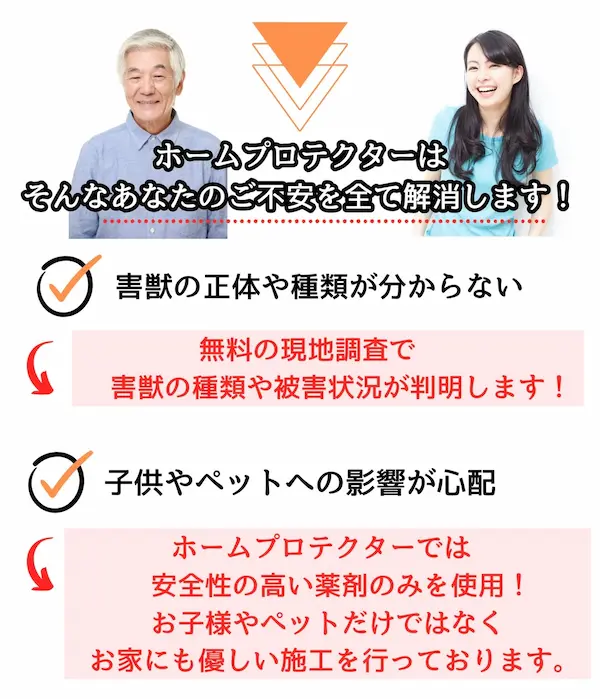 ホームプロテクターは
そんなあなたのご不安を全て解消します！
害獣の正体や種類が分からない
無料の現地調査で
害獣の種類や被害状況が判明します！
子供やペットへの影響が心配
ホームプロテクターでは
安全性の高い薬剤のみを使用！
お子様やペットだけではなく
お家にも優しい施工を行っております。